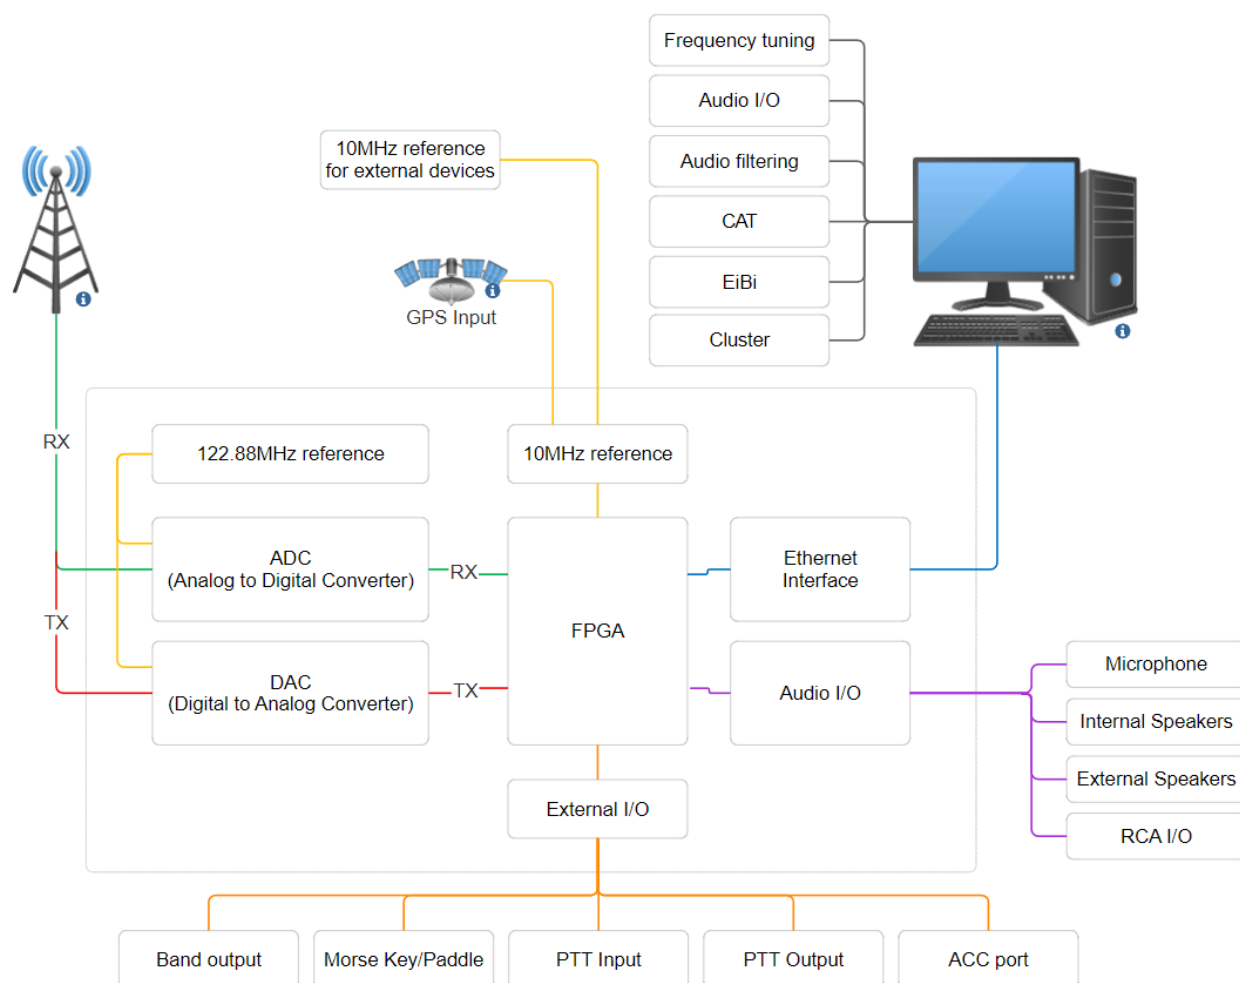 Frequency tuning
Audio I/O
10MHz reference
for external devices
Audio filtering
CAT
EiBi
GPS Input
Cluster
RX
122.88MHz reference
10MHz reference
ADC
(Analog to Digital Converter)
RX
Ethernet
Interface
TX
FPGA
DAC
(Digital to Analog Converter)
TX
Audio I/O
Microphone
Internal Speakers
External Speakers
RCA I/O
External I/O
Band output
Morse Key/Paddle
PTT Input
PTT Output
ACC port